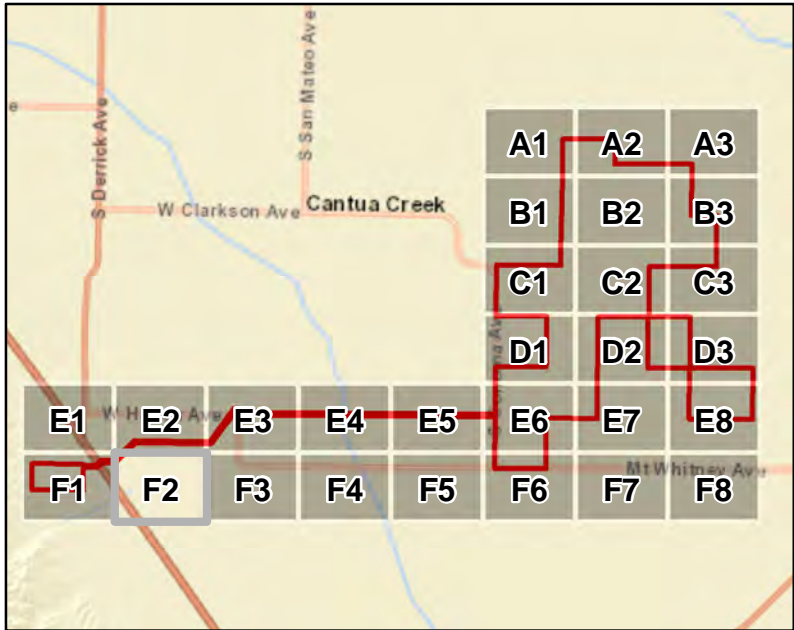 S San Mateo Ave
S Derrick Ave
e
A1 A2 A3
W Clarkson Ave Cantua Creek
B1 B2 B3
C1 C2 C3
D1 D2 D3
E1 E2 E3 E4 E5 E6 E7 E8
Mt Whitney Ave
F1 F2 F3 F4 F5 F6 F7 F8